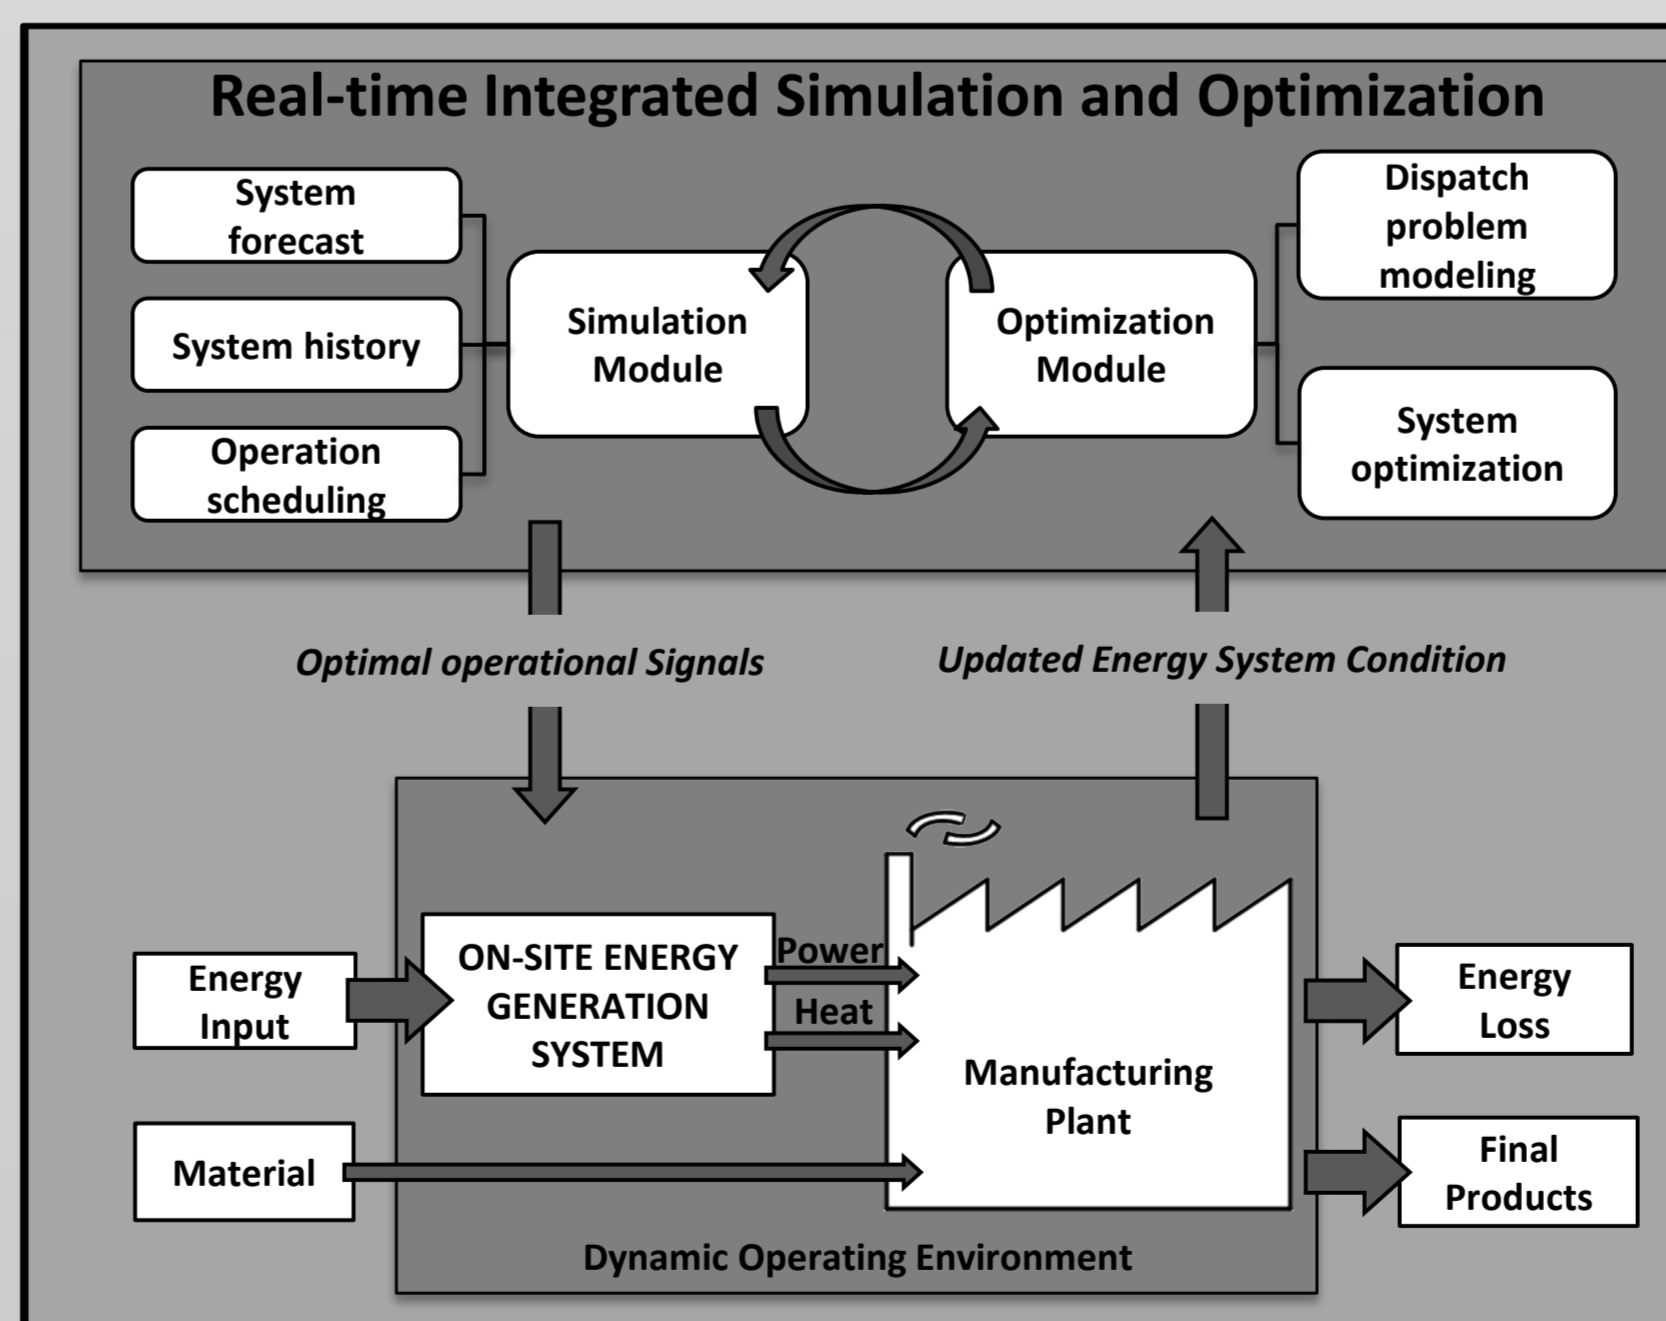 Real-time Integrated Simulation and Optimization
System
forecast
System history
Operation
scheduling
Simulation
Module
Optimization
Module
Dispatch
problem
modeling
System
optimization
Optimal operational Signals
Updated Energy System Condition
Energy
Input
Material
ON-SITE ENERGY
GENERATION
SYSTEM
Power
Heat
Manufacturing
Plant
Energy
Loss
Final
Products
Dynamic Operating Environment